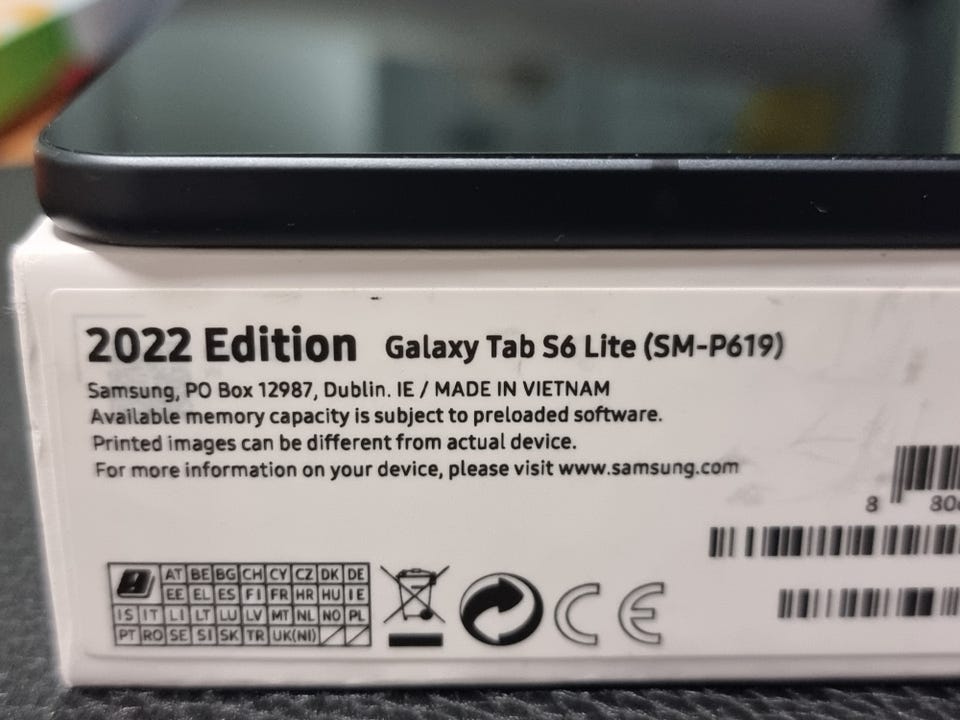 2022 Edition Galaxy Tab S6 Lite (SM-P619)
Samsung, PO Box 12987, Dublin. IE / MADE IN VIETNAM
Available memory capacity is subject to preloaded software.
Printed images can be different from actual device.
For more information on your device, please visit www.samsung.com
8 80
AT BE BG CH CY CZ DK DE
EE EL ES FI FR HR HU IE
IS IT LI LT LU LV MT NL NO PL
PT RO SE SI SK TR UK(NI)
CE